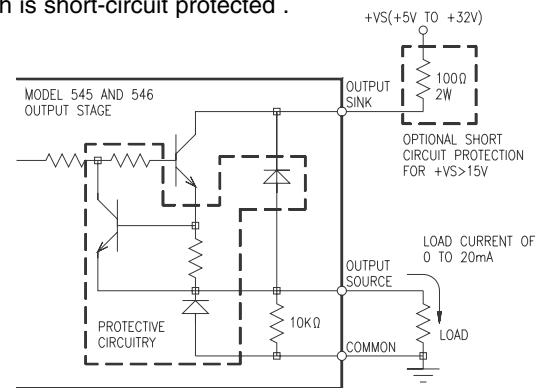 n is short-circuit protected .
+VS(+5V TO +32V)
MODEL 545 AND 546
OUTPUT STAGE
OUTPUT
SINK
100Ω
2W
OPTIONAL SHORT
CIRCUIT PROTECTION
FOR +VS>15V
LOAD CURRENT OF
0 TO 20mA
OUTPUT
SOURCE
PROTECTIVE
CIRCUITRY
10KΩ
LOAD
COMMON